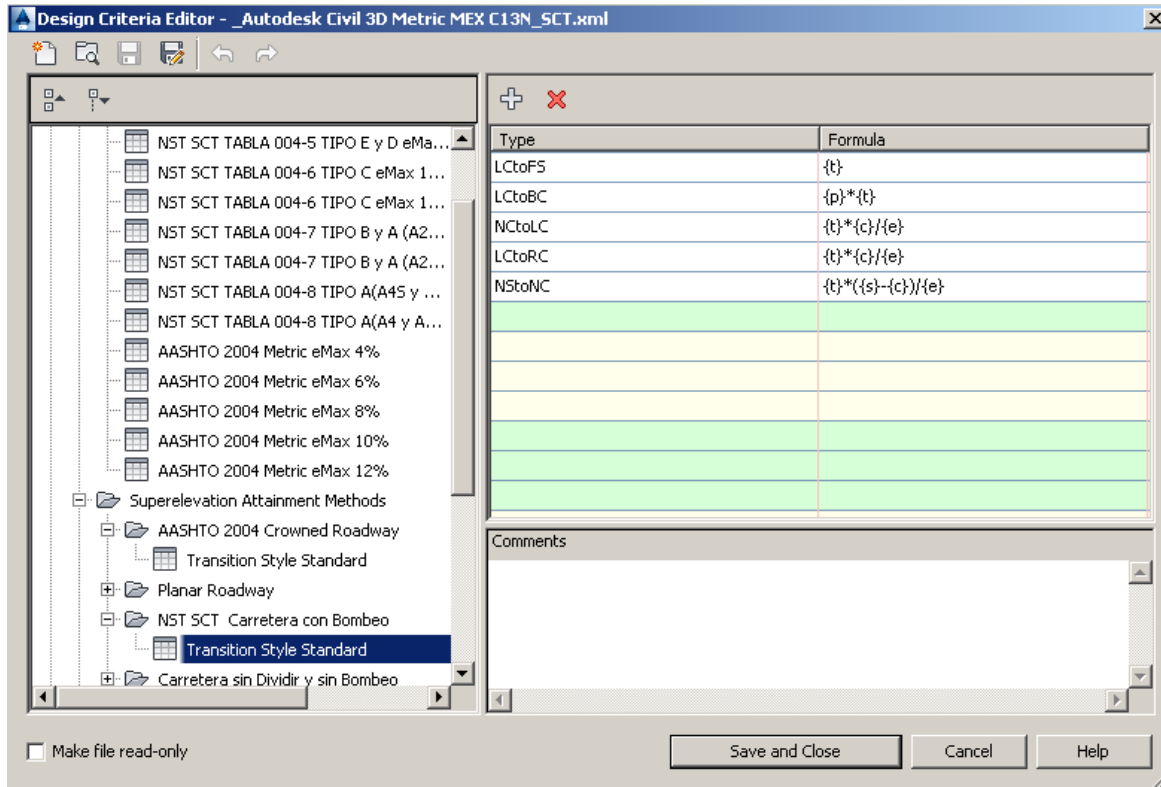 Design Criteria Editor - _Autodesk Civil 3D Metric MEX C13N_SCT.xml
NST SCT TABLA 004-5 TIPO E y D eMa...
NST SCT TABLA 004-6 TIPO C eMax 1...
NST SCT TABLA 004-6 TIPO C eMax 1...
NST SCT TABLA 004-7 TIPO B y A (A2...
NST SCT TABLA 004-7 TIPO B y A (A2...
NST SCT TABLA 004-8 TIPO A(A4S y ...
NST SCT TABLA 004-8 TIPO A(A4 y A...
AASHTO 2004 Metric eMax 4%
AASHTO 2004 Metric eMax 6%
AASHTO 2004 Metric eMax 8%
AASHTO 2004 Metric eMax 10%
AASHTO 2004 Metric eMax 12%
Superelevation Attainment Methods
AASHTO 2004 Crowned Roadway
Transition Style Standard
Planar Roadway
NST SCT  Carretera con Bombeo
Transition Style Standard
Carretera sin Dividir y sin Bombeo
Type Formula
LCtoFS {t}
LCtoBC {p}*{t}
NCtoLC {t}*{c}/{e}
LCtoRC {t}*{c}/{e}
NStoNC {t}*({s}-{c})/{e}
Comments
Make file read-only
Save and Close Cancel Help